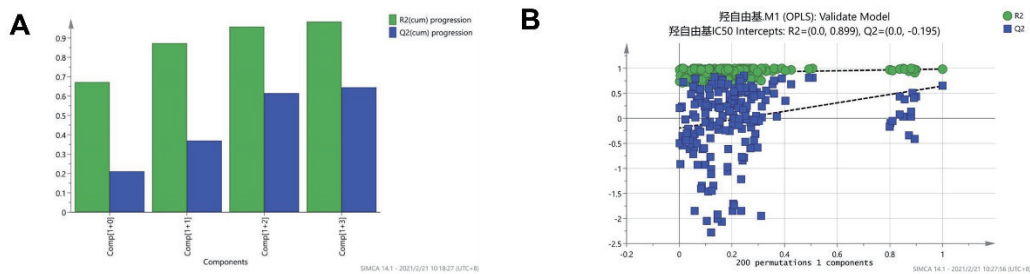 A
R2(cum) progression
Q2(cum) progression
0.9
0.8
0.7
0.6
0.5
0.4
0.3
0.2
0.1
0
Comp[1+0]
Comp[1+1]
Comp[1+2]
Comp[1+3]
Components
SIMCA 14.1 - 2021/2/21 10:18:27 (UTC+8)
B
羟自由基.M1 (OPLS): Validate Model
羟自由基IC50 Intercepts: R2=(0.0, 0.899), Q2=(0.0, -0.195)
R2
Q2
1
0.5
0
-0.5
-1
-1.5
-2
-2.5
-0.2
0
0.2
0.4
0.6
0.8
1
200 permutations 1 components
SIMCA 14.1 - 2021/2/21 10:27:56 (UTC+8)